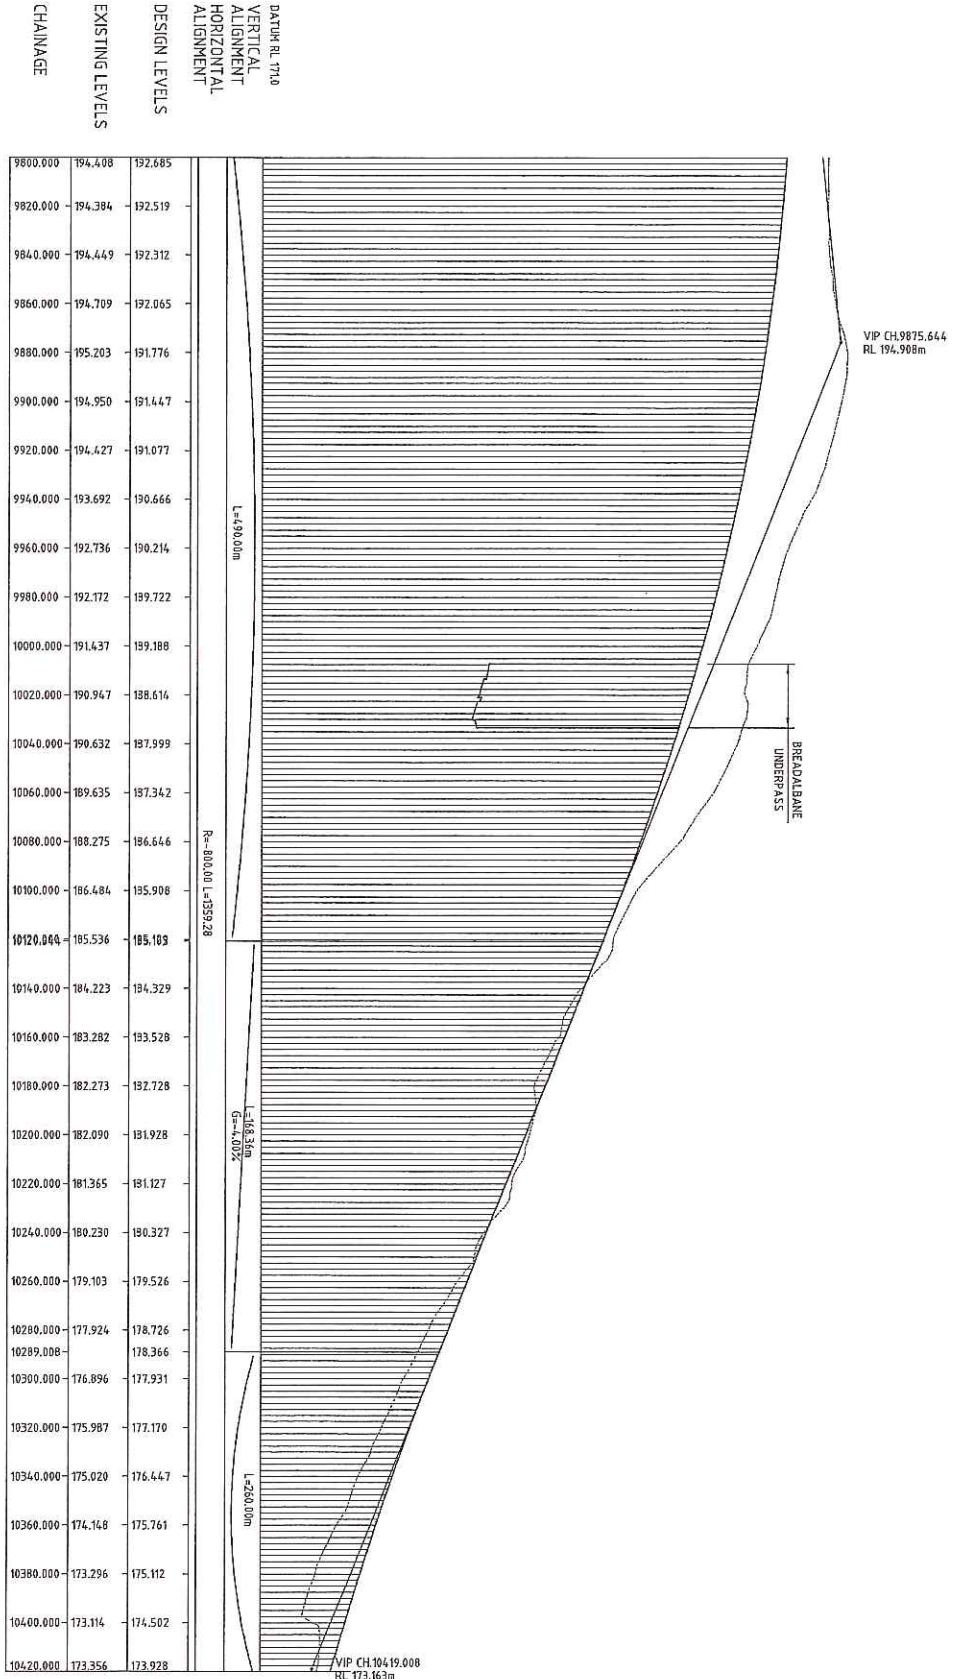 DATUM RL 171.0
VERTICAL
ALIGNMENT
HORIZONTAL
ALIGNMENT
DESIGN LEVELS
EXISTING LEVELS
CHAINAGE
9800.000 194.408 192.685
9820.000 194.384 192.519
9840.000 194.449 192.312
9860.000 194.709 192.065
9880.000 195.203 191.776
9900.000 194.950 191.447
9920.000 194.427 191.077
9940.000 193.692 190.666
9960.000 192.736 190.214
9980.000 192.172 189.722
10000.000 191.437 189.188
10020.000 190.947 188.614
10040.000 190.632 187.999
10060.000 189.635 187.342
10080.000 188.275 186.646
10100.000 186.484 185.908
185.536
10140.000 184.223 184.329
10160.000 183.282 183.528
10180.000 182.273 182.728
10200.000 182.090 181.928
10220.000 181.365 181.127
10240.000 180.230 180.327
10260.000 179.103 179.526
10280.000 177.924 178.726
10289.008 178.366
10300.000 176.896 177.931
10320.000 175.987 177.170
10340.000 175.020 176.447
10360.000 174.148 175.761
10380.000 173.296 175.112
10400.000 173.114 174.502
10420.000 173.356 173.928
L=490.00m
R=-800.00 L=1359.28
L=168.36m
G=-4.00%
L=260.00m
VIP CH.9875.644
RL 194.908m
BREADALBANE
UNDERPASS
VIP CH.10419.008
RL 173.163m